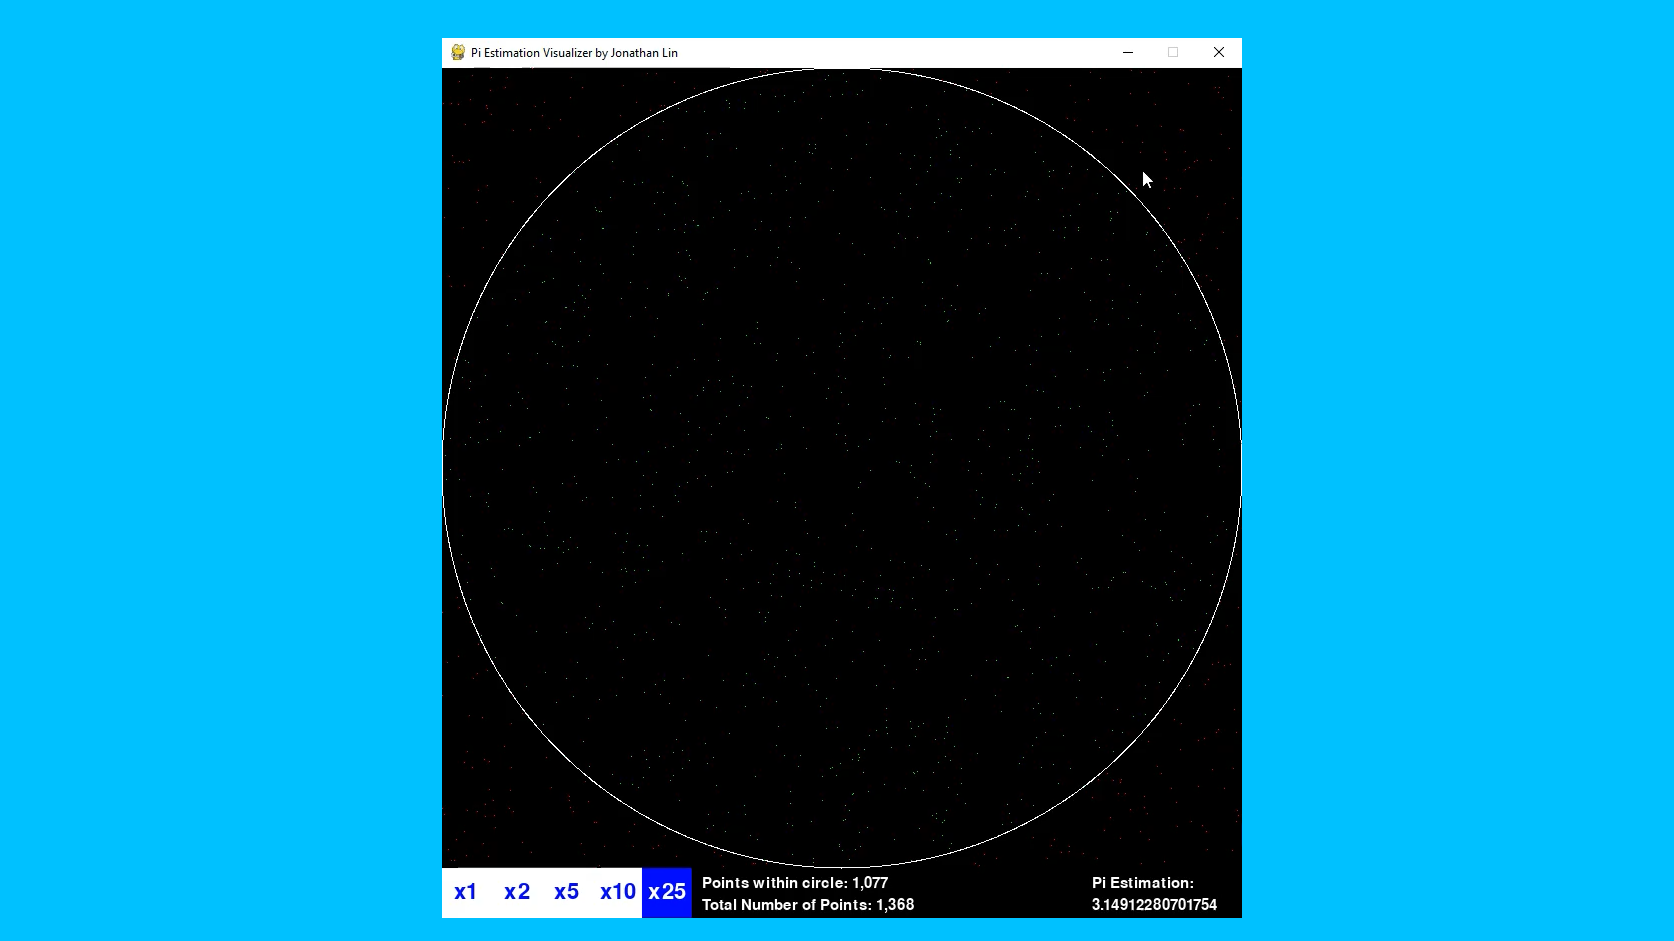 Pi Estimation Visualizer by Jonathan Lin
x1 x2 x5 x10 x25
Points within circle: 1,077
Total Number of Points: 1,368
Pi Estimation:
3.14912280701754